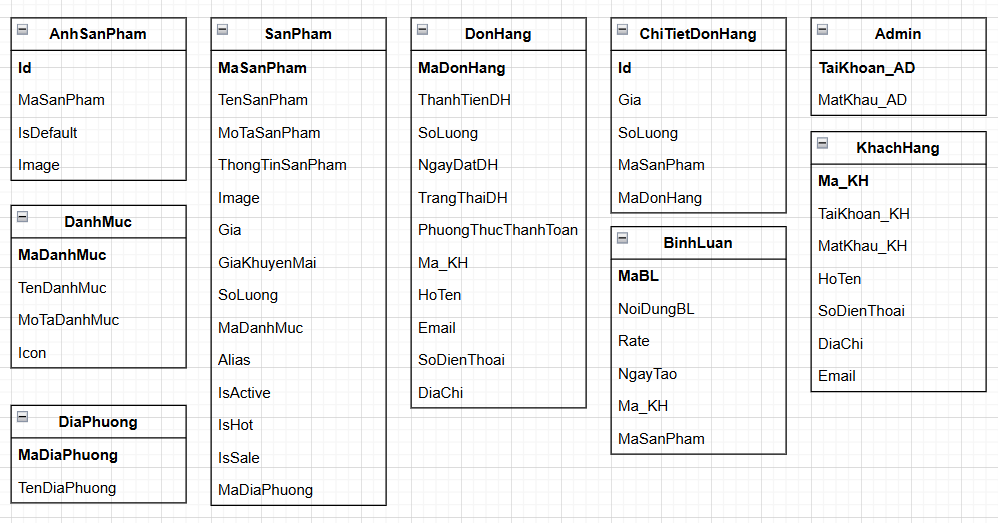 AnhSanPham
Id
MaSanPham
IsDefault
Image
DanhMuc
MaDanhMuc
TenDanhMuc
MoTaDanhMuc
Icon
DiaPhuong
MaDiaPhuong
TenDiaPhuong
SanPham
MaSanPham
TenSanPham
MoTaSanPham
ThongTinSanPham
Image
Gia
GiaKhuyenMai
SoLuong
MaDanhMuc
Alias
IsActive
IsHot
IsSale
MaDiaPhuong
DonHang
MaDonHang
ThanhTienDH
SoLuong
NgayDatDH
TrangThaiDH
PhuongThucThanhToan
Ma_KH
HoTen
Email
SoDienThoai
DiaChi
ChiTietDonHang
Id
Gia
SoLuong
MaSanPham
MaDonHang
BinhLuan
MaBL
NoiDungBL
Rate
NgayTao
Ma_KH
MaSanPham
Admin
TaiKhoan_AD
MatKhau_AD
KhachHang
Ma_KH
TaiKhoan_KH
MatKhau_KH
HoTen
SoDienThoai
DiaChi
Email